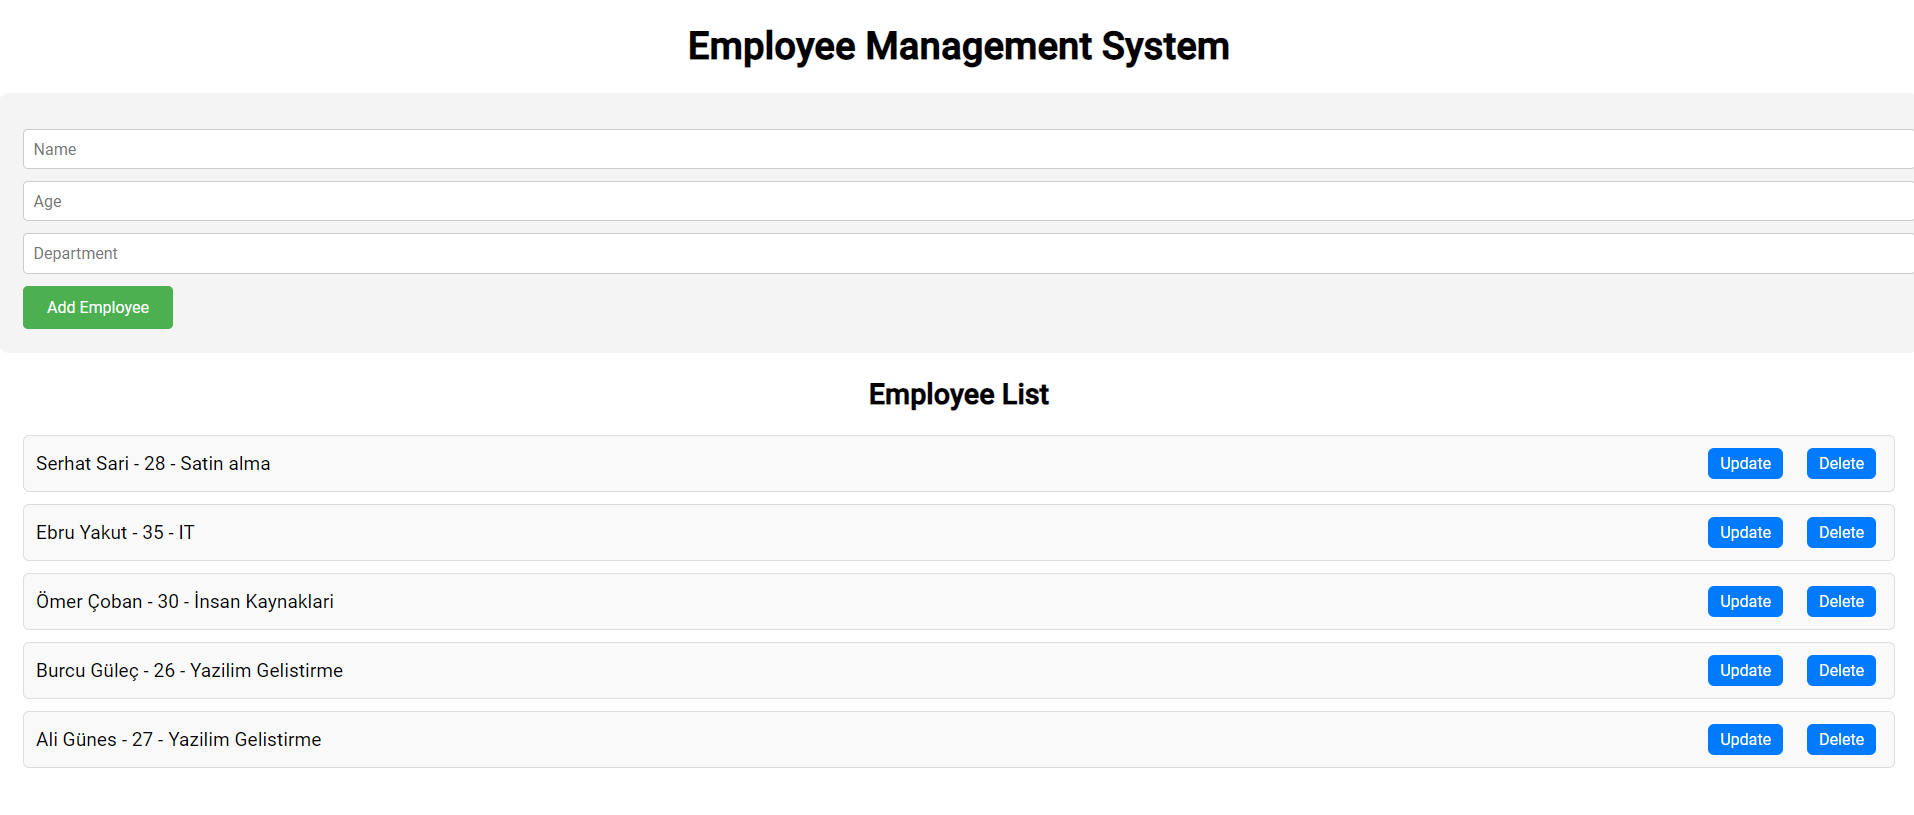 Employee Management System
Name
Age
Department
Add Employee
Employee List
Serhat Sari - 28 - Satin alma Update Delete
Ebru Yakut - 35 - IT Update Delete
Ömer Çoban - 30 - İnsan Kaynaklari Update Delete
Burcu Güleç - 26 - Yazilim Gelistirme Update Delete
Ali Günes - 27 - Yazilim Gelistirme Update Delete